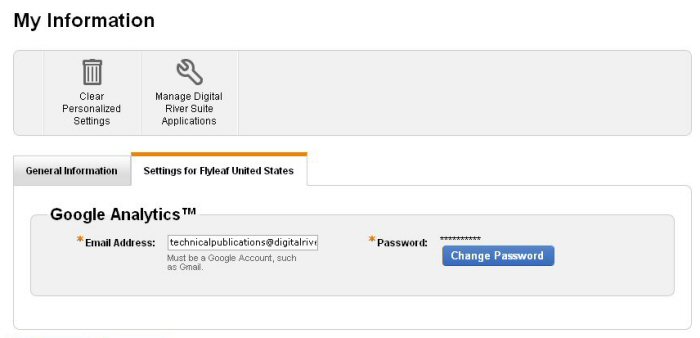 My Information
Clear
Personalized
Settings
Manage Digital
River Suite
Applications
General Information
Settings for Flyleaf United States
Google Analytics™
*Email Address: technicalpublications@digitalrive
Must be a Google Account, such
as Gmail.
*Password: **********
Change Password